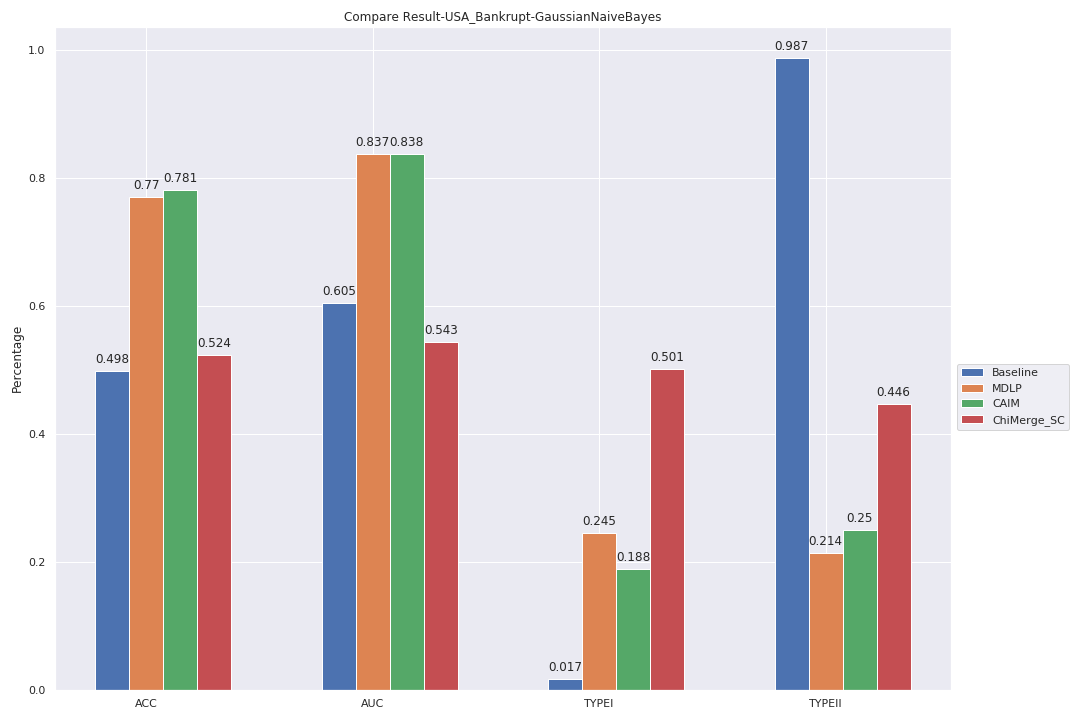 Compare Result-USA_Bankrupt-GaussianNaiveBayes
Percentage
1.0
0.8
0.6
0.4
0.2
0.0
0.498
0.77
0.781
0.524
0.605
0.837
0.838
0.543
0.017
0.245
0.188
0.501
0.987
0.214
0.25
0.446
ACC
AUC
TYPEI
TYPEII
Baseline
MDLP
CAIM
ChiMerge_SC